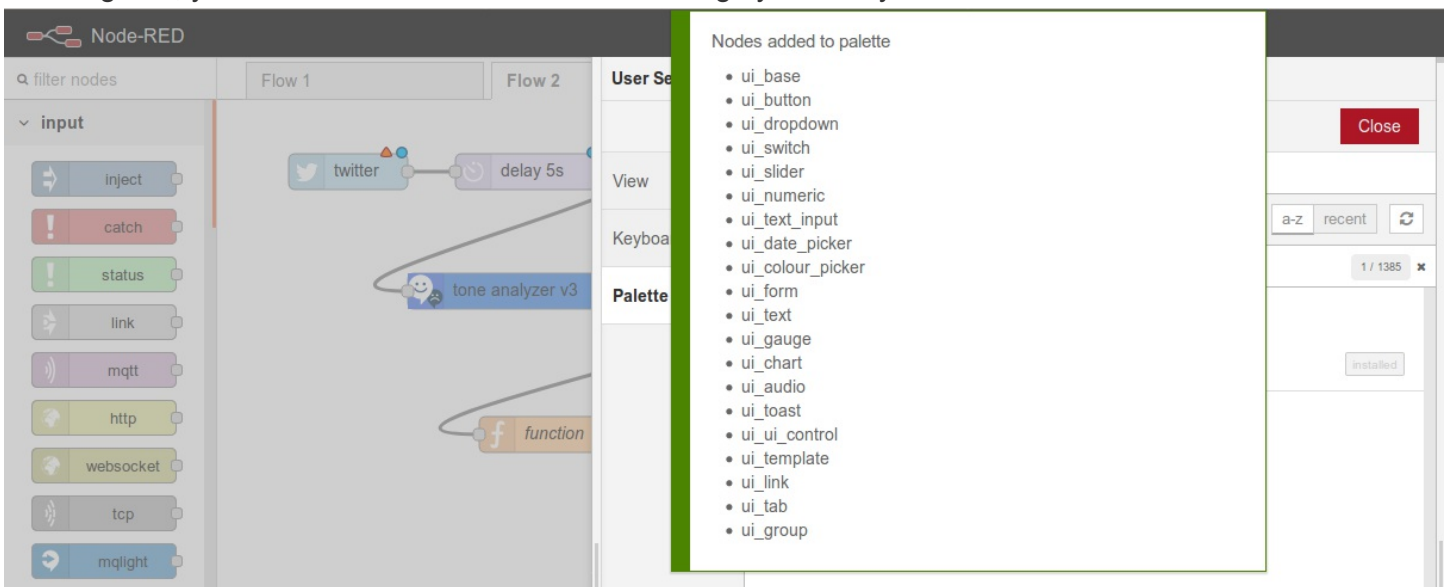 Node-RED
filter nodes
input
inject
catch
status
link
mqtt
http
websocket
tcp
mqlight
Flow 1
Flow 2
twitter
delay 5s
tone analyzer v3
f function
User Se
View
Keyboa
Palette
Nodes added to palette
• ui_base
• ui_button
• ui_dropdown
• ui_switch
• ui_slider
• ui_numeric
• ui_text_input
• ui_date_picker
• ui_colour_picker
• ui_form
• ui_text
• ui_gauge
• ui_chart
• ui_audio
• ui_toast
• ui_ui_control
• ui_template
• ui_link
• ui_tab
• ui_group
Close
a-z recent
1 / 1385 ×
installed